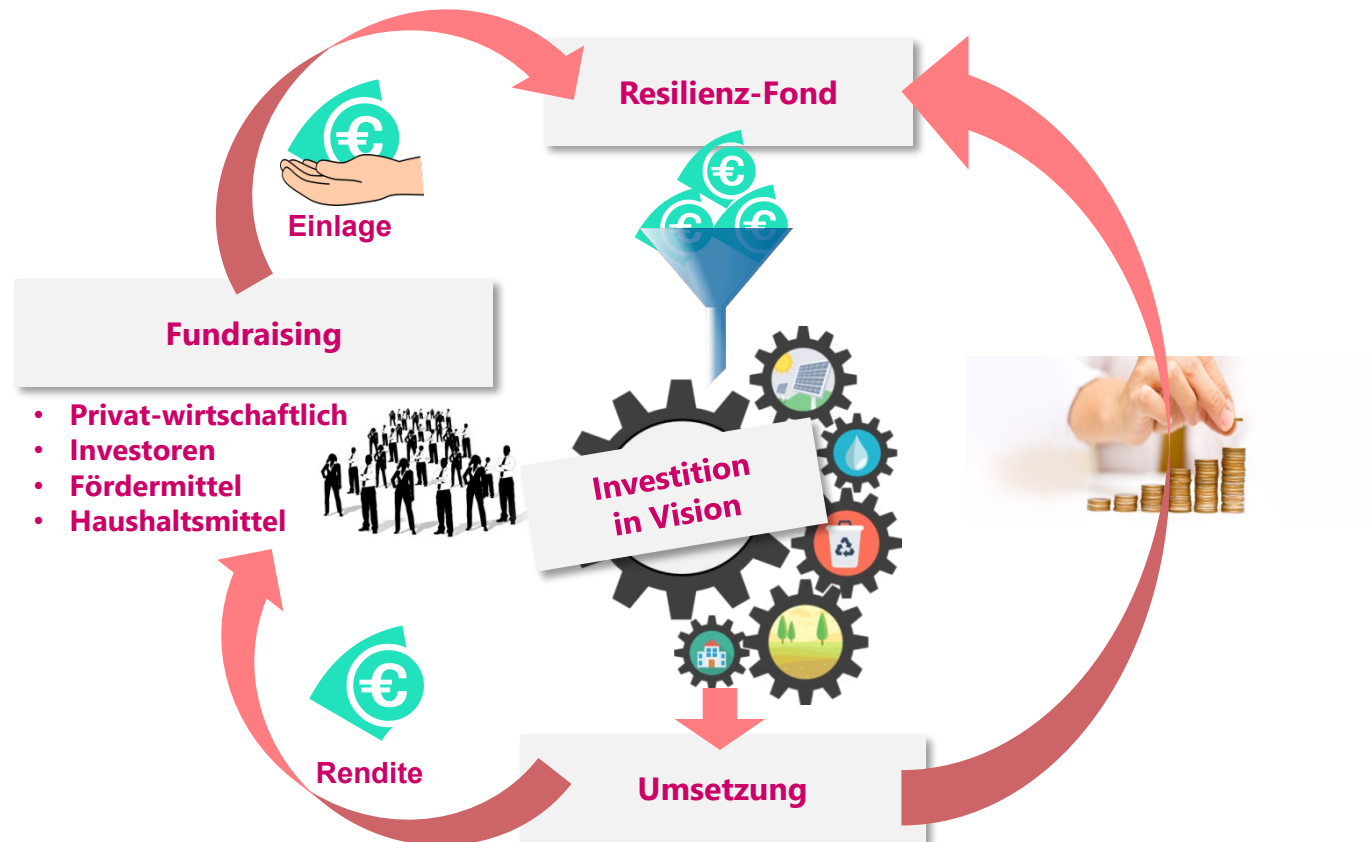 Resilienz-Fond
€
€
€ €
Einlage
Fundraising
• Privat-wirtschaftlich
• Investoren
• Fördermittel
• Haushaltsmittel
Investition
in Vision
€
Rendite
Umsetzung